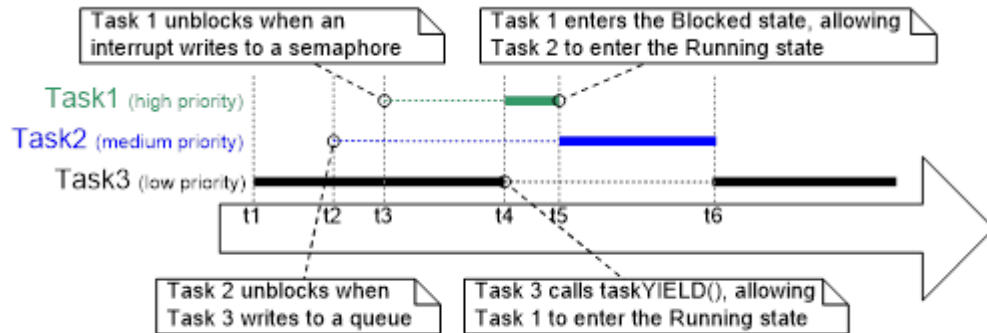 Task 1 unblocks when an
interrupt writes to a semaphore
Task 1 enters the Blocked state, allowing
Task 2 to enter the Running state
Task1 (high priority)
Task2 (medium priority)
Task3 (low priority)
t1 t2 t3 t4 t5 t6
Task 2 unblocks when
Task 3 writes to a queue
Task 3 calls taskYIELD(), allowing
Task 1 to enter the Running state